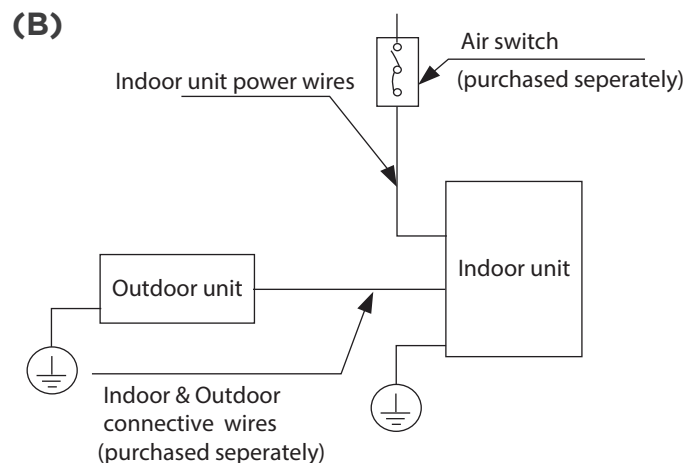 (B)
Air switch
(purchased seperately)
Indoor unit power wires
Indoor unit
Outdoor unit
Indoor & Outdoor
connective wires
(purchased seperately)